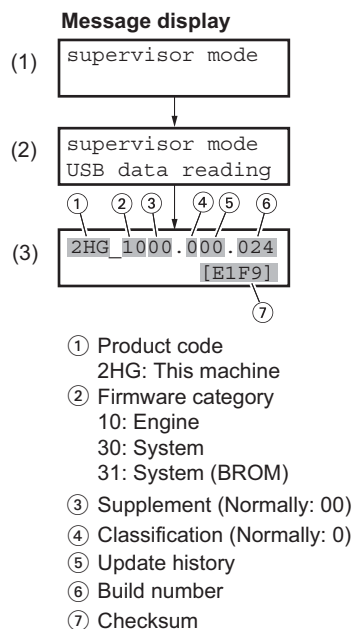 Message display
(1)
supervisor mode
(2)
supervisor mode
USB data reading
① ② ③ ④ ⑤ ⑥
(3)
2HG_1000.000.024
[E1F9]
⑦
① Product code
2HG: This machine
② Firmware category
10: Engine
30: System
31: System (BROM)
③ Supplement (Normally: 00)
④ Classification (Normally: 0)
⑤ Update history
⑥ Build number
⑦ Checksum